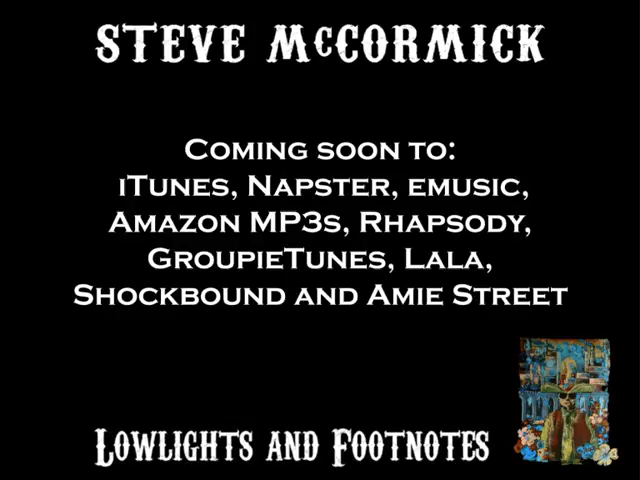 STEVE McCORMICK
COMING SOON TO:
ITUNES, NAPSTER, EMUSIC,
AMAZON MP3S, RHAPSODY,
GROUPIETUNES, LALA,
SHOCKBOUND AND AMIE STREET
LOWLIGHTS AND FOOTNOTES